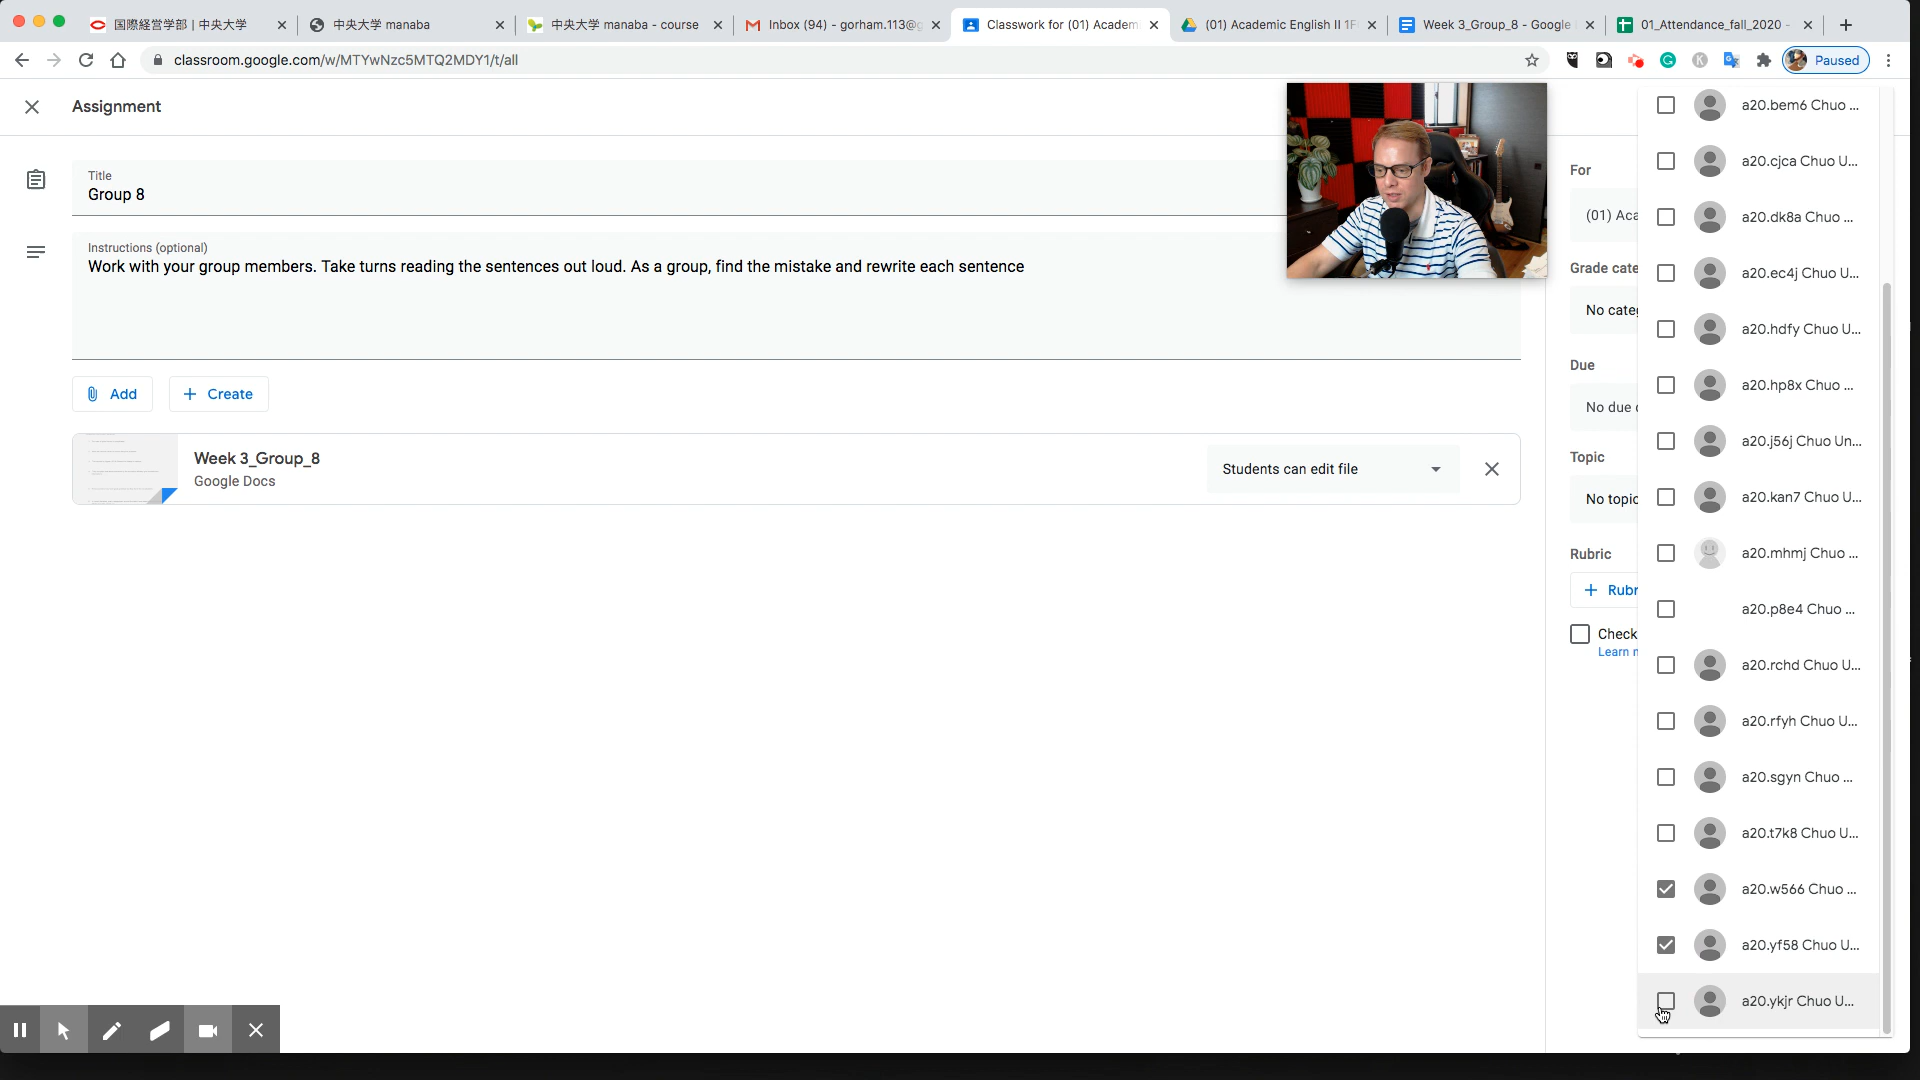 国際経営学部 | 中央大学
中央大学 manaba
中央大学 manaba - course
Inbox (94) - gorham.113@g
Classwork for (01) Academ
(01) Academic English II 1F
Week 3_Group_8 - Google
01_Attendance_fall_2020 -
classroom.google.com/w/MTYwNzc5MTQ2MDY1/t/all
Paused
Assignment
Title
Group 8
Instructions (optional)
Work with your group members. Take turns reading the sentences out loud. As a group, find the mistake and rewrite each sentence
Add
Create
Week 3_Group_8
Google Docs
Students can edit file
For
(01) Aca
Grade cate
No categ
Due
No due
Topic
No topic
Rubric
+ Rubr
Check
Learn
a20.bem6 Chuo ...
a20.cjca Chuo U...
a20.dk8a Chuo ...
a20.ec4j Chuo U...
a20.hdfy Chuo U...
a20.hp8x Chuo ...
a20.j56j Chuo Un...
a20.kan7 Chuo U...
a20.mhmj Chuo ...
a20.p8e4 Chuo ...
a20.rchd Chuo U...
a20.rfyh Chuo U...
a20.sgyn Chuo ...
a20.t7k8 Chuo U...
a20.w566 Chuo ...
a20.yf58 Chuo U...
a20.ykjr Chuo U...